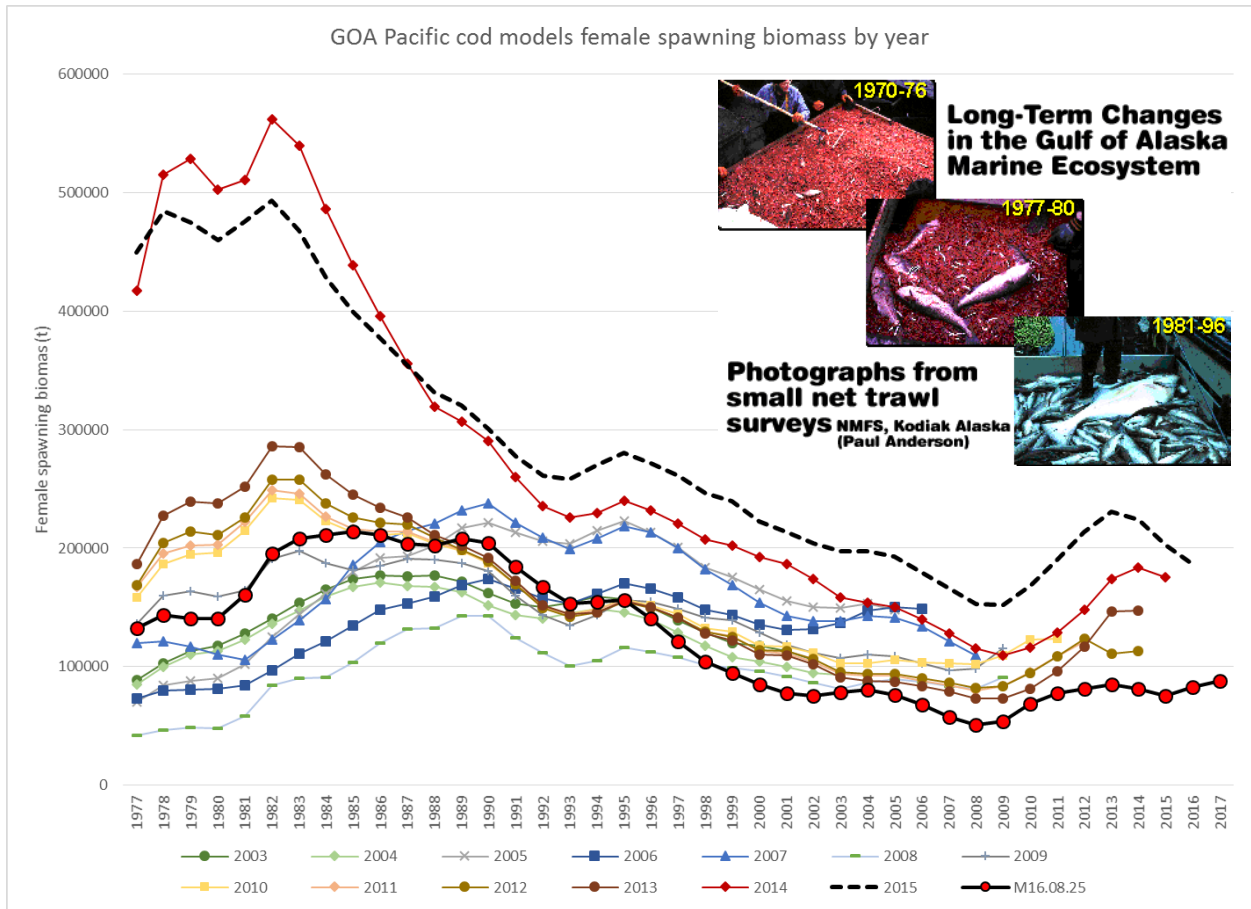 GOA Pacific cod models female spawning biomass by year
600000
500000
400000
300000
200000
100000
0
Female spawning biomas (t)
1970-76
Long-Term Changes
in the Gulf of Alaska
Marine Ecosystem
1977-80
1981-96
Photographs from
small net trawl
surveys NMFS, Kodiak Alaska
(Paul Anderson)
1977 1978 1979 1980 1981 1982 1983 1984 1985 1986 1987 1988 1989 1990 1991 1992 1993 1994 1995 1996 1997 1998 1999 2000 2001 2002 2003 2004 2005 2006 2007 2008 2009 2010 2011 2012 2013 2014 2015 2016 2017
2003 2004 2005 2006 2007 2008 2009
2010 2011 2012 2013 2014 2015 M16.08.25